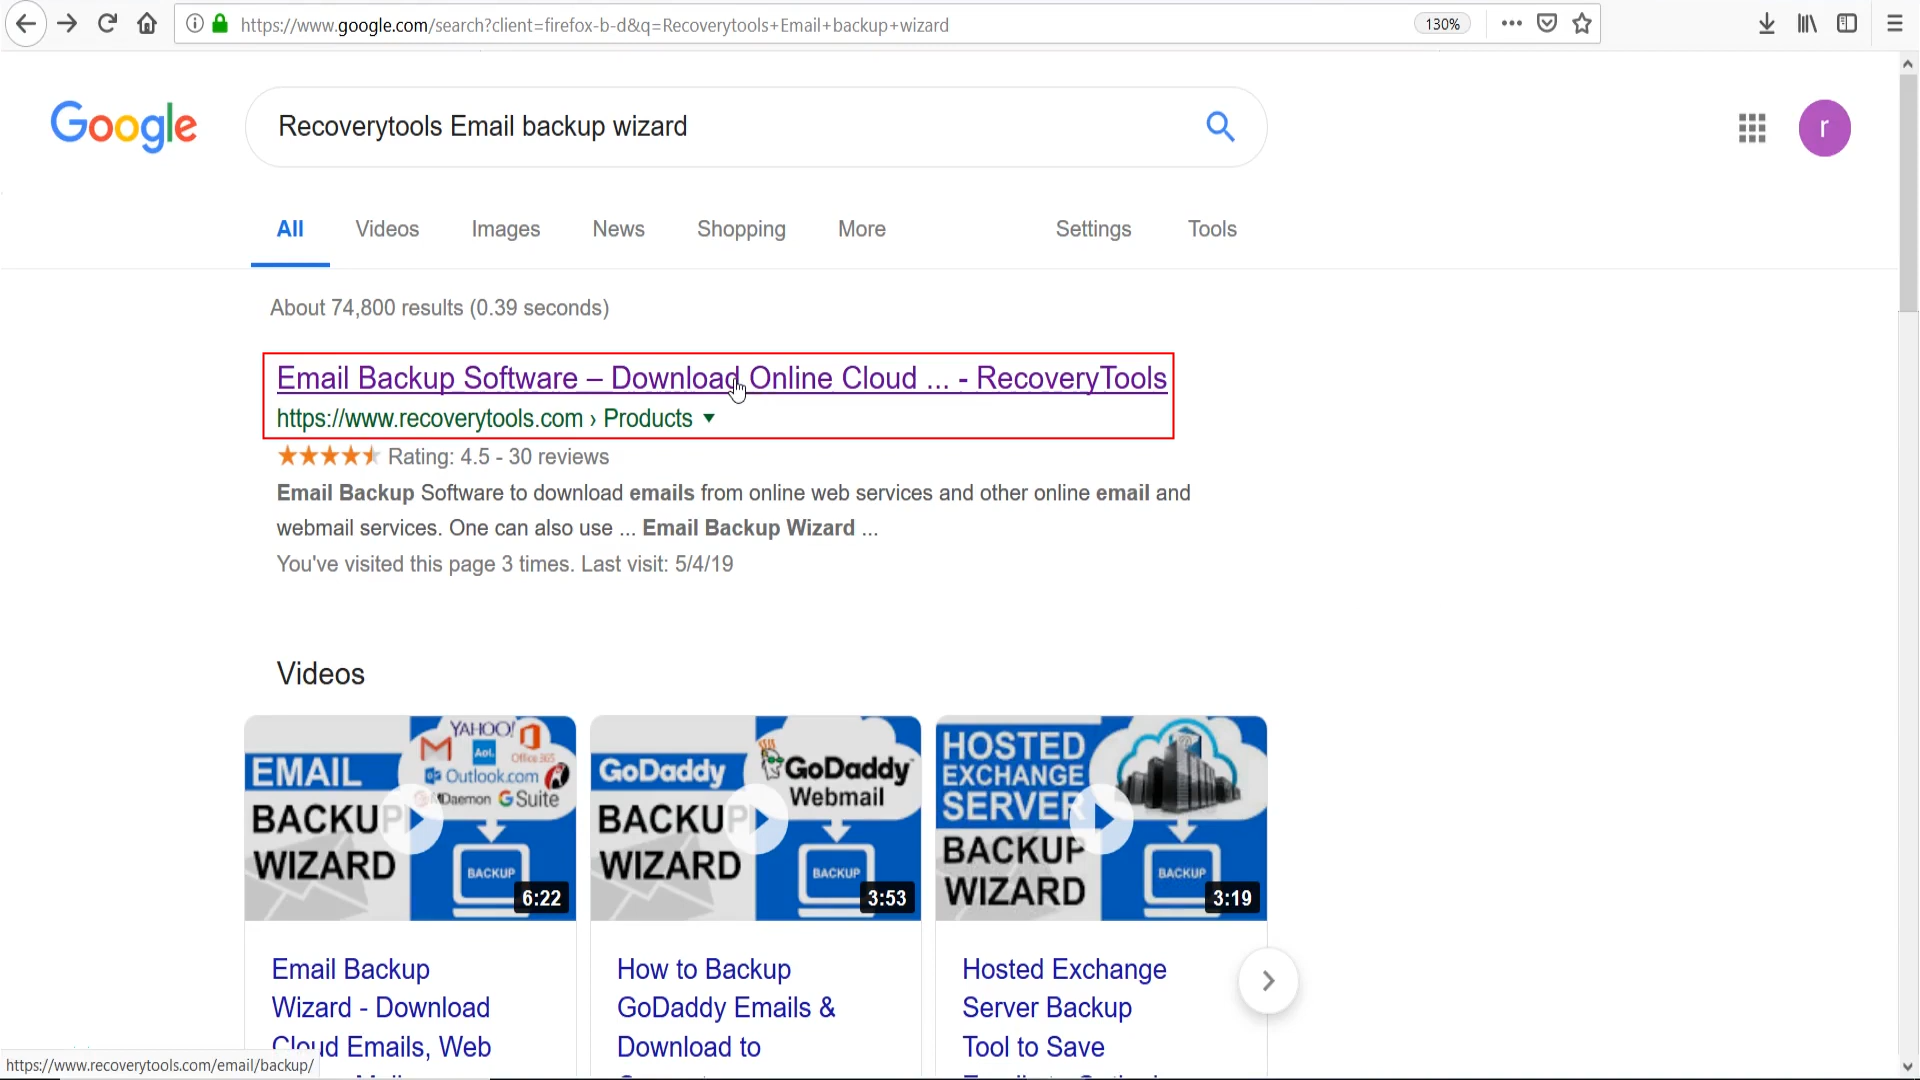 https://www.google.com/search?client=firefox-b-d&q=Recoverytools+Email+backup+wizard
130%
Google
Recoverytools Email backup wizard
r
All Videos Images News Shopping More Settings Tools
About 74,800 results (0.39 seconds)
Email Backup Software – Download Online Cloud ... - RecoveryTools
https://www.recoverytools.com › Products
Rating: 4.5 - 30 reviews
Email Backup Software to download emails from online web services and other online email and
webmail services. One can also use ... Email Backup Wizard ...
You've visited this page 3 times. Last visit: 5/4/19
Videos
YAHOO!
Aol.
Office 365
Outlook.com
MDaemon G Suite
EMAIL
BACKUP
WIZARD
BACKUP
6:22
GoDaddy
BACKUP
WIZARD
GoDaddy
Webmail
BACKUP
3:53
HOSTED
EXCHANGE
SERVER
BACKUP
WIZARD
BACKUP
3:19
Email Backup
Wizard - Download
Cloud Emails, Web
How to Backup
GoDaddy Emails &
Download to
Hosted Exchange
Server Backup
Tool to Save
https://www.recoverytools.com/email/backup/